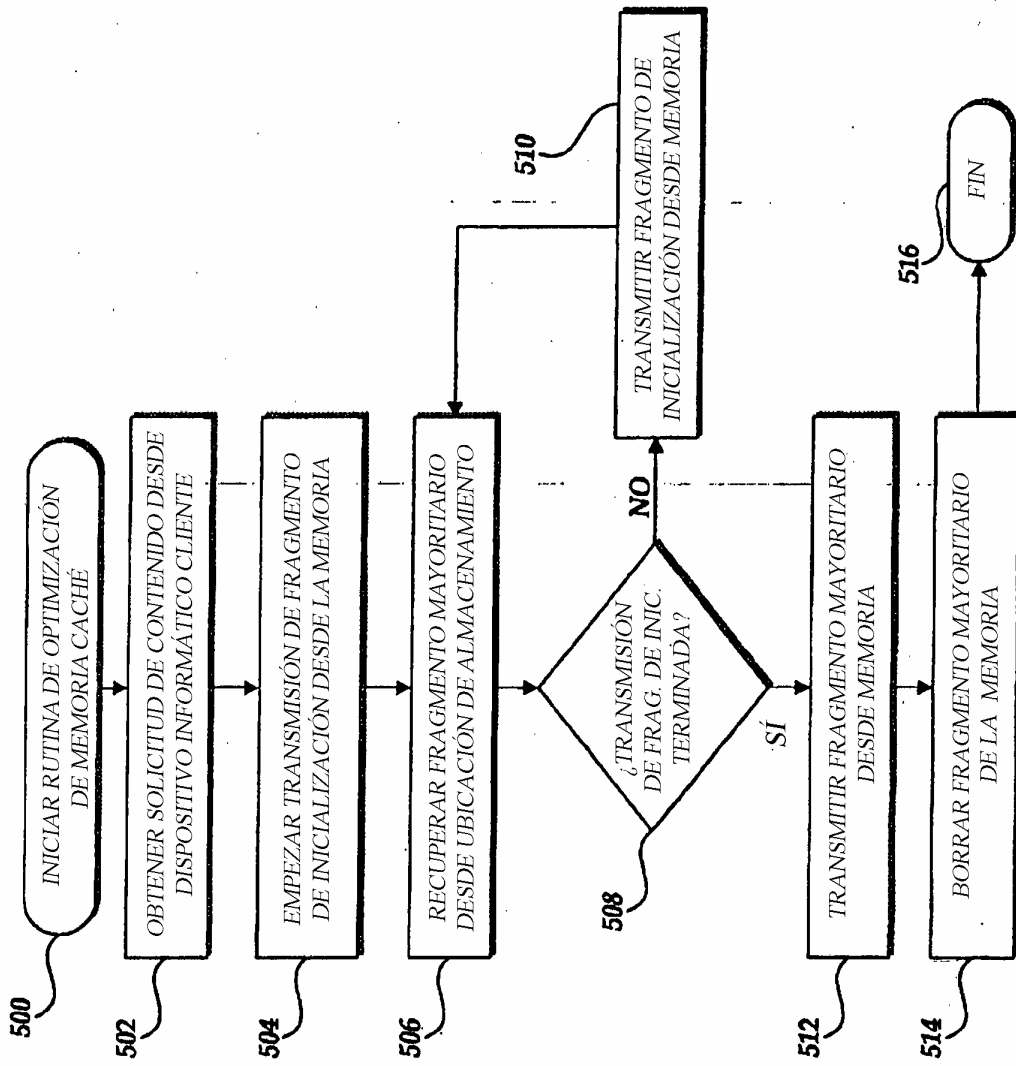 500
INICIAR RUTINA DE OPTIMIZACIÓN
DE MEMORIA CACHÉ
502
OBTENER SOLICITUD DE CONTENIDO DESDE
DISPOSITIVO INFORMÁTICO CLIENTE
504
EMPEZAR TRANSMISIÓN DE FRAGMENTO
DE INICIALIZACIÓN DESDE LA MEMORIA
506
RECUPERAR FRAGMENTO MAYORITARIO
DESDE UBICACIÓN DE ALMACENAMIENTO
508
¿TRANSMISIÓN
DE FRAG. DE INIC.
TERMINADA?
NO
510
TRANSMITIR FRAGMENTO DE
INICIALIZACIÓN DESDE MEMORIA
SÍ
512
TRANSMITIR FRAGMENTO MAYORITARIO
DESDE MEMORIA
514
BORRAR FRAGMENTO MAYORITARIO
DE LA MEMORIA
516
FIN